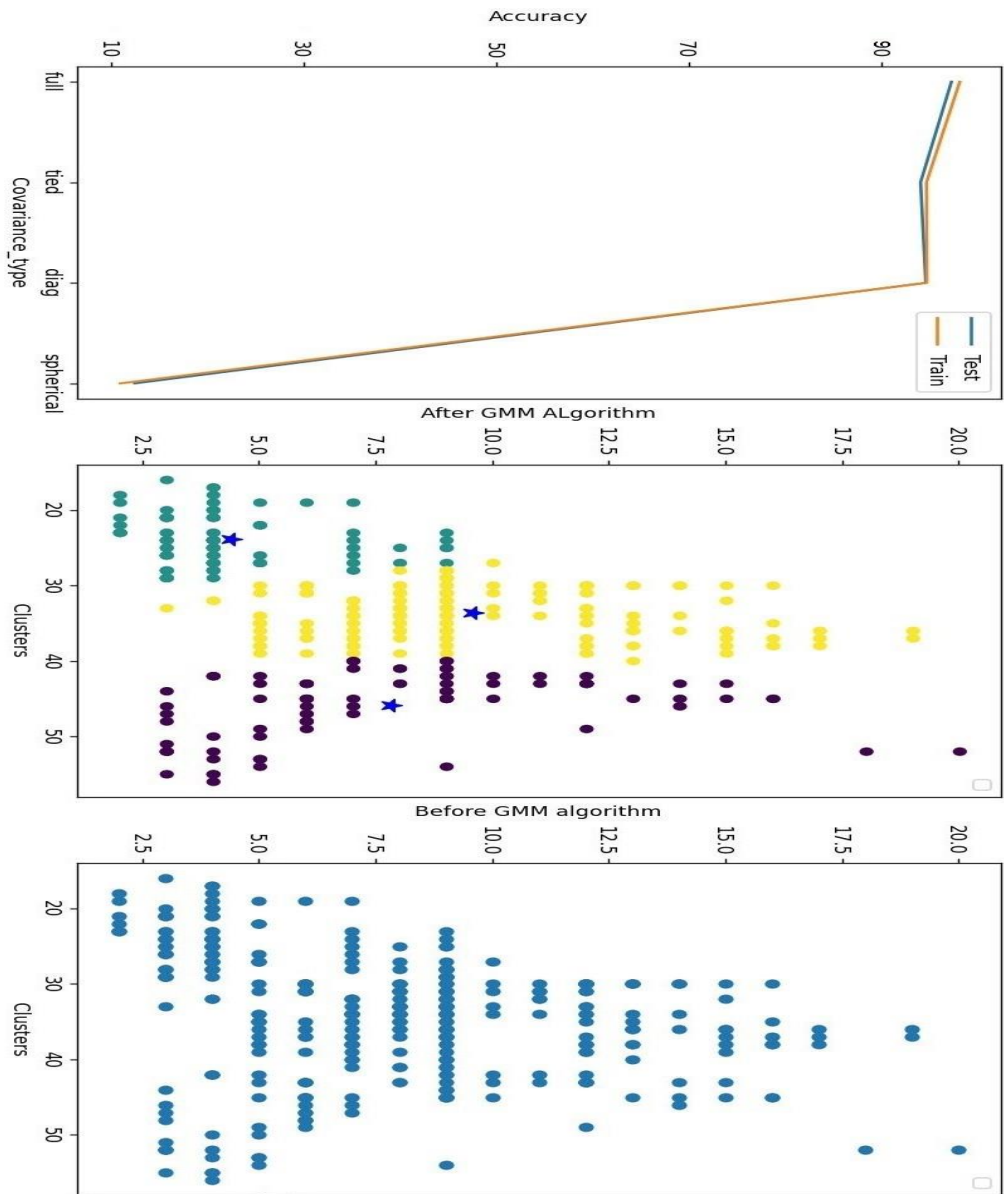 Accuracy
10
30
50
70
90
full
tied
diag
spherical
Covariance_type
Test
Train
After GMM ALgorithm
2.5
5.0
7.5
10.0
12.5
15.0
17.5
20.0
20
30
40
50
Clusters
Before GMM algorithm
2.5
5.0
7.5
10.0
12.5
15.0
17.5
20.0
20
30
40
50
Clusters